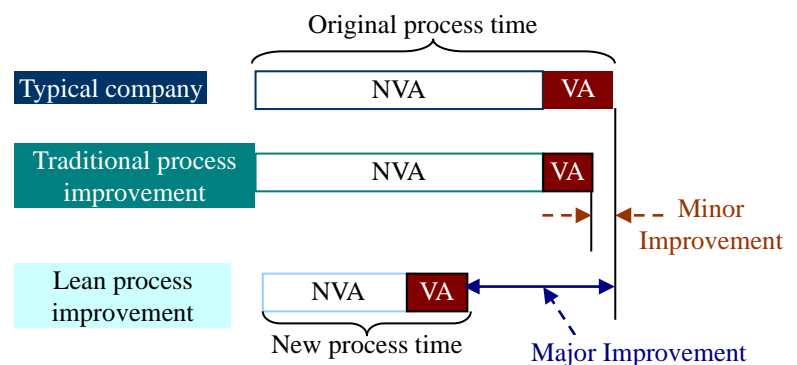 Original process time
Typical company
NVA
VA
Traditional process
improvement
NVA
VA
Minor
Improvement
Lean process
improvement
NVA
VA
New process time
Major Improvement